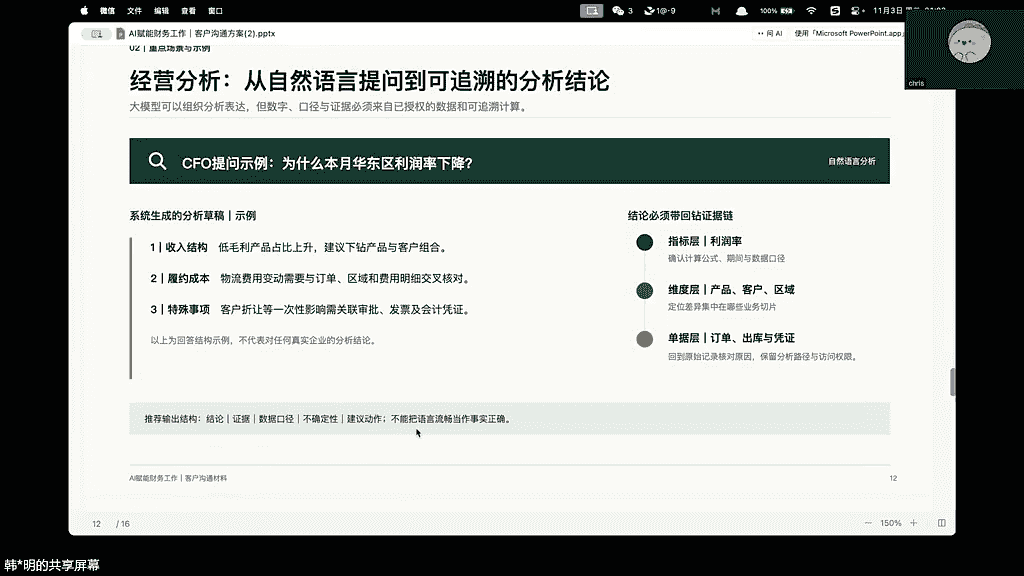 微信 文件 编辑 查看 窗口
3
1@·9
100%
11月3日
AI赋能财务工作｜客户沟通方案(2).pptx
问 AI
使用「Microsoft PowerPoint.app」
chris
02｜重点场景与示例
经营分析：从自然语言提问到可追溯的分析结论
大模型可以组织分析表达，但数字、口径与证据必须来自已授权的数据和可追溯计算。
CFO提问示例：为什么本月华东区利润率下降？
自然语言分析
系统生成的分析草稿｜示例
1｜收入结构 低毛利产品占比上升，建议下钻产品与客户组合。
2｜履约成本 物流费用变动需要与订单、区域和费用明细交叉核对。
3｜特殊事项 客户折让等一次性影响需关联审批、发票及会计凭证。
以上为回答结构示例，不代表对任何真实企业的分析结论。
结论必须带回钻证据链
指标层｜利润率
确认计算公式、期间与数据口径
维度层｜产品、客户、区域
定位差异集中在哪些业务切片
单据层｜订单、出库与凭证
回到原始记录核对原因，保留分析路径与访问权限。
推荐输出结构：结论｜证据｜数据口径｜不确定性｜建议动作；不能把语言流畅当作事实正确。
AI赋能财务工作｜客户沟通材料
12
12 / 16
150%
韩*明的共享屏幕